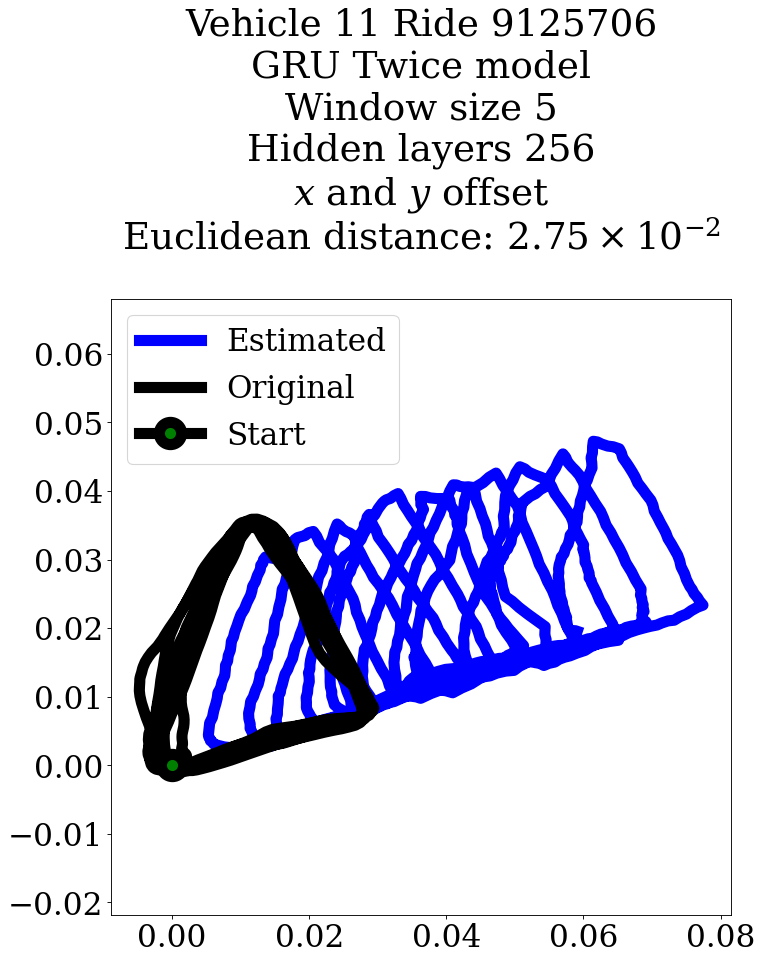 Vehicle 11 Ride 9125706
GRU Twice model
Window size 5
Hidden layers 256
x and y offset
Euclidean distance: 2.75 × 10⁻²
Estimated
Original
Start
0.06
0.05
0.04
0.03
0.02
0.01
0.00
−0.01
−0.02
0.00 0.02 0.04 0.06 0.08